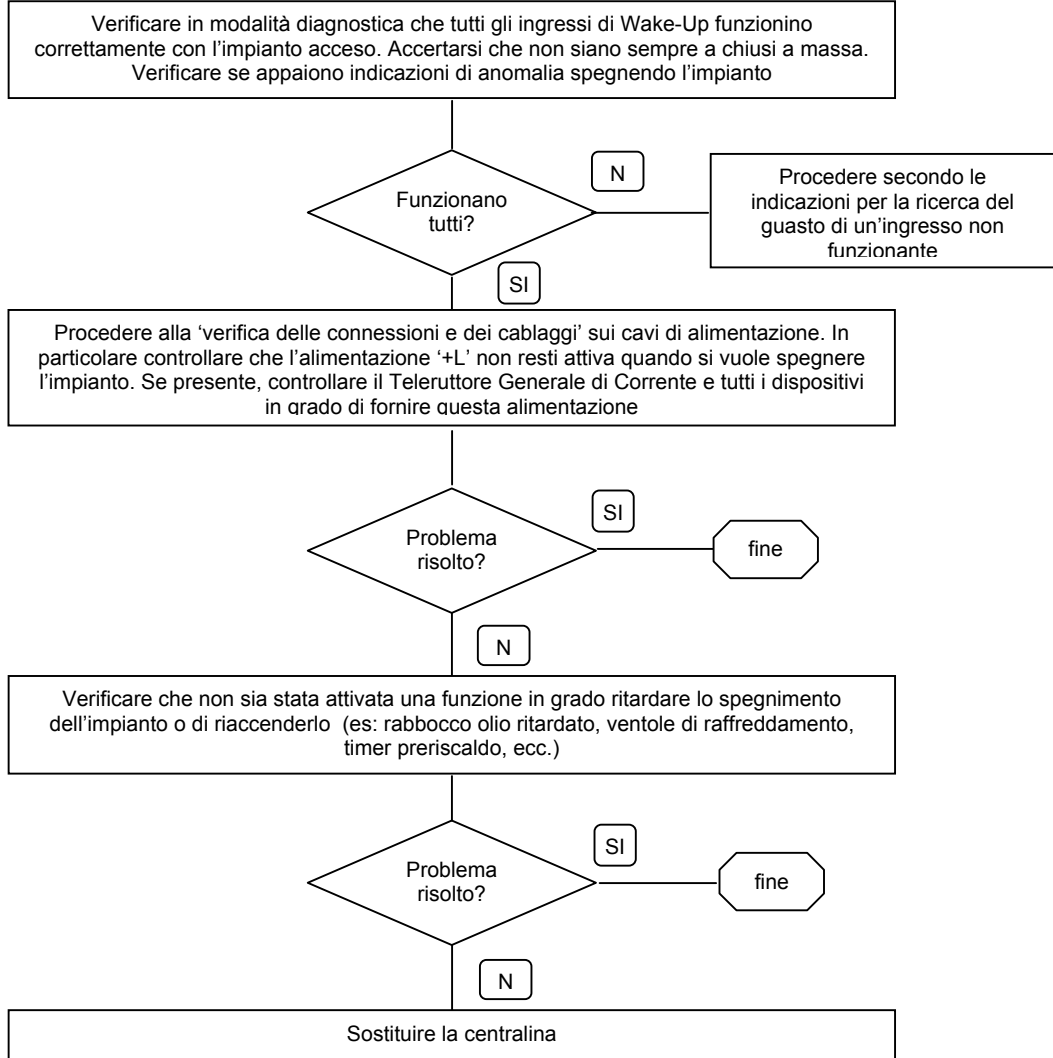 Verificare in modalità diagnostica che tutti gli ingressi di Wake-Up funzionino
correttamente con l'impianto acceso. Accertarsi che non siano sempre a chiusi a massa.
Verificare se appaiono indicazioni di anomalia spegnendo l'impianto
Funzionano
tutti?
N
Procedere secondo le
indicazioni per la ricerca del
guasto di un'ingresso non
funzionante
SI
Procedere alla 'verifica delle connessioni e dei cablaggi' sui cavi di alimentazione. In
particolare controllare che l'alimentazione '+L' non resti attiva quando si vuole spegnere
l'impianto. Se presente, controllare il Teleruttore Generale di Corrente e tutti i dispositivi
in grado di fornire questa alimentazione
Problema
risolto?
SI
fine
N
Verificare che non sia stata attivata una funzione in grado ritardare lo spegnimento
dell'impianto o di riaccenderlo (es: rabbocco olio ritardato, ventole di raffreddamento,
timer preriscaldo, ecc.)
Problema
risolto?
SI
fine
N
Sostituire la centralina